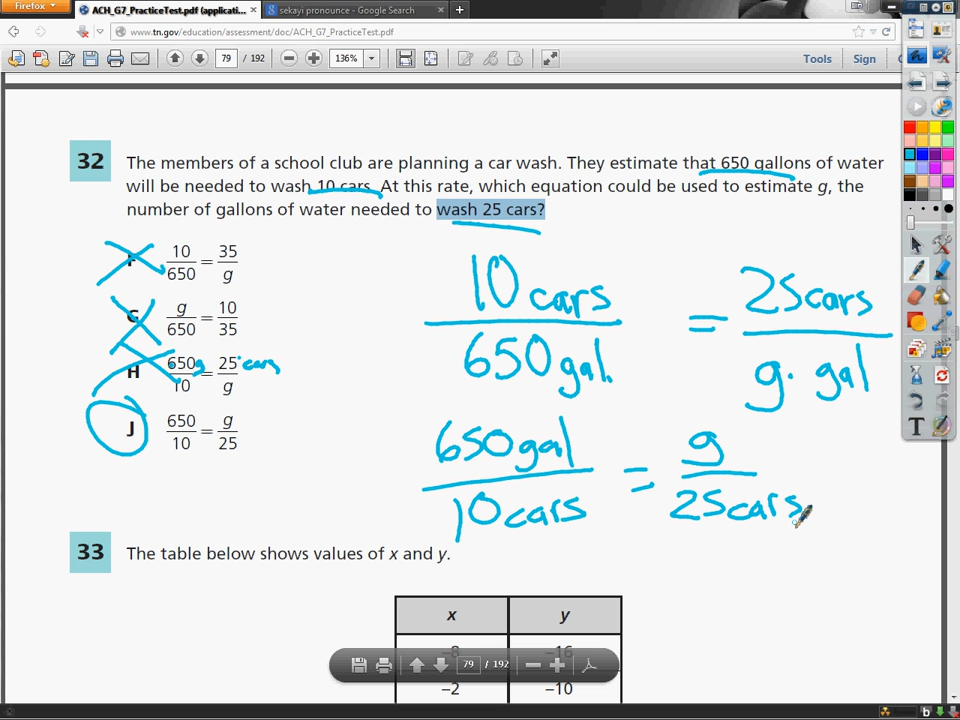 Firefox
ACH_G7_PracticeTest.pdf (applicati...
sekayi pronounce - Google Search
www.tn.gov/education/assessment/doc/ACH_G7_PracticeTest.pdf
79 / 192
136%
Tools
Sign
32 The members of a school club are planning a car wash. They estimate that 650 gallons of water
will be needed to wash 10 cars. At this rate, which equation could be used to estimate g, the
number of gallons of water needed to wash 25 cars?
F 10/650 = 35/g
G g/650 = 10/35
H 650/10 = 25/g
g cars
J 650/10 = g/25
10 cars = 25 cars
650 gal. g. gal
650 gal = g
10 cars 25 cars
33 The table below shows values of x and y.
x y
-8 -16
79 / 192
-2 -10
T
b